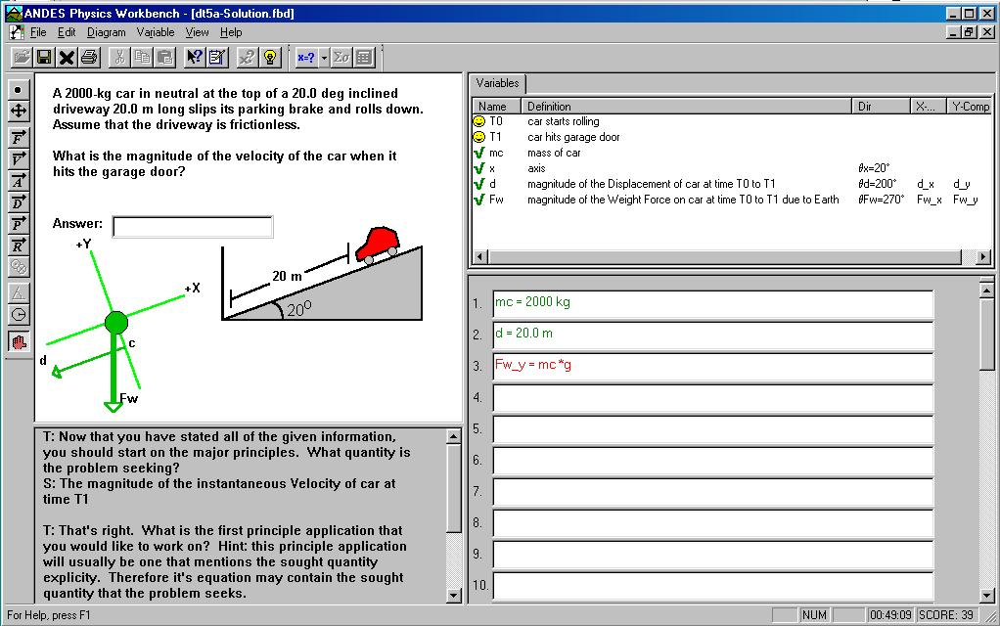 ANDES Physics Workbench - [dt5a-Solution.fbd]
File Edit Diagram Variable View Help
x=? Σσ
A 2000-kg car in neutral at the top of a 20.0 deg inclined
driveway 20.0 m long slips its parking brake and rolls down.
Assume that the driveway is frictionless.
What is the magnitude of the velocity of the car when it
hits the garage door?
Answer:
+Y
+X
20 m
20°
d
c
Fw
F
V
A
D
P
R
T: Now that you have stated all of the given information,
you should start on the major principles. What quantity is
the problem seeking?
S: The magnitude of the instantaneous Velocity of car at
time T1
T: That's right. What is the first principle application that
you would like to work on? Hint: this principle application
will usually be one that mentions the sought quantity
explicity. Therefore it's equation may contain the sought
quantity that the problem seeks.
Variables
Name Definition Dir X-... Y-Comp
T0 car starts rolling
T1 car hits garage door
mc mass of car
x axis θx=20°
d magnitude of the Displacement of car at time T0 to T1 θd=200° d_x d_y
Fw magnitude of the Weight Force on car at time T0 to T1 due to Earth θFw=270° Fw_x Fw_y
1. mc = 2000 kg
2. d = 20.0 m
3. Fw_y = mc*g
4.
5.
6.
7.
8.
9.
10.
For Help, press F1 NUM 00:49:09 SCORE: 39